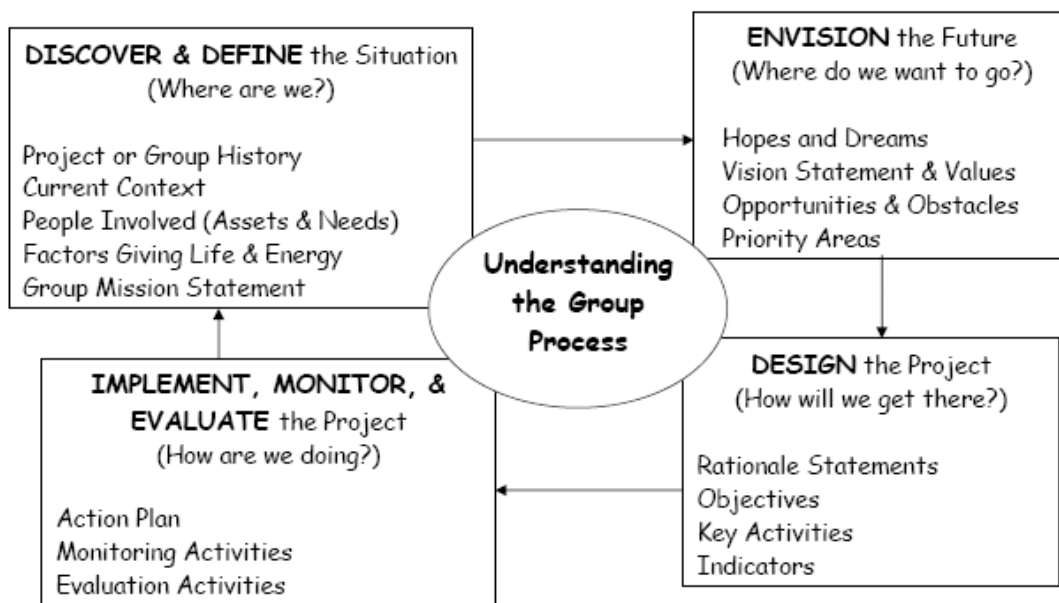 DISCOVER & DEFINE the Situation
(Where are we?)
Project or Group History
Current Context
People Involved (Assets & Needs)
Factors Giving Life & Energy
Group Mission Statement
ENVISION the Future
(Where do we want to go?)
Hopes and Dreams
Vision Statement & Values
Opportunities & Obstacles
Priority Areas
Understanding
the Group
Process
IMPLEMENT, MONITOR, &
EVALUATE the Project
(How are we doing?)
Action Plan
Monitoring Activities
Evaluation Activities
DESIGN the Project
(How will we get there?)
Rationale Statements
Objectives
Key Activities
Indicators